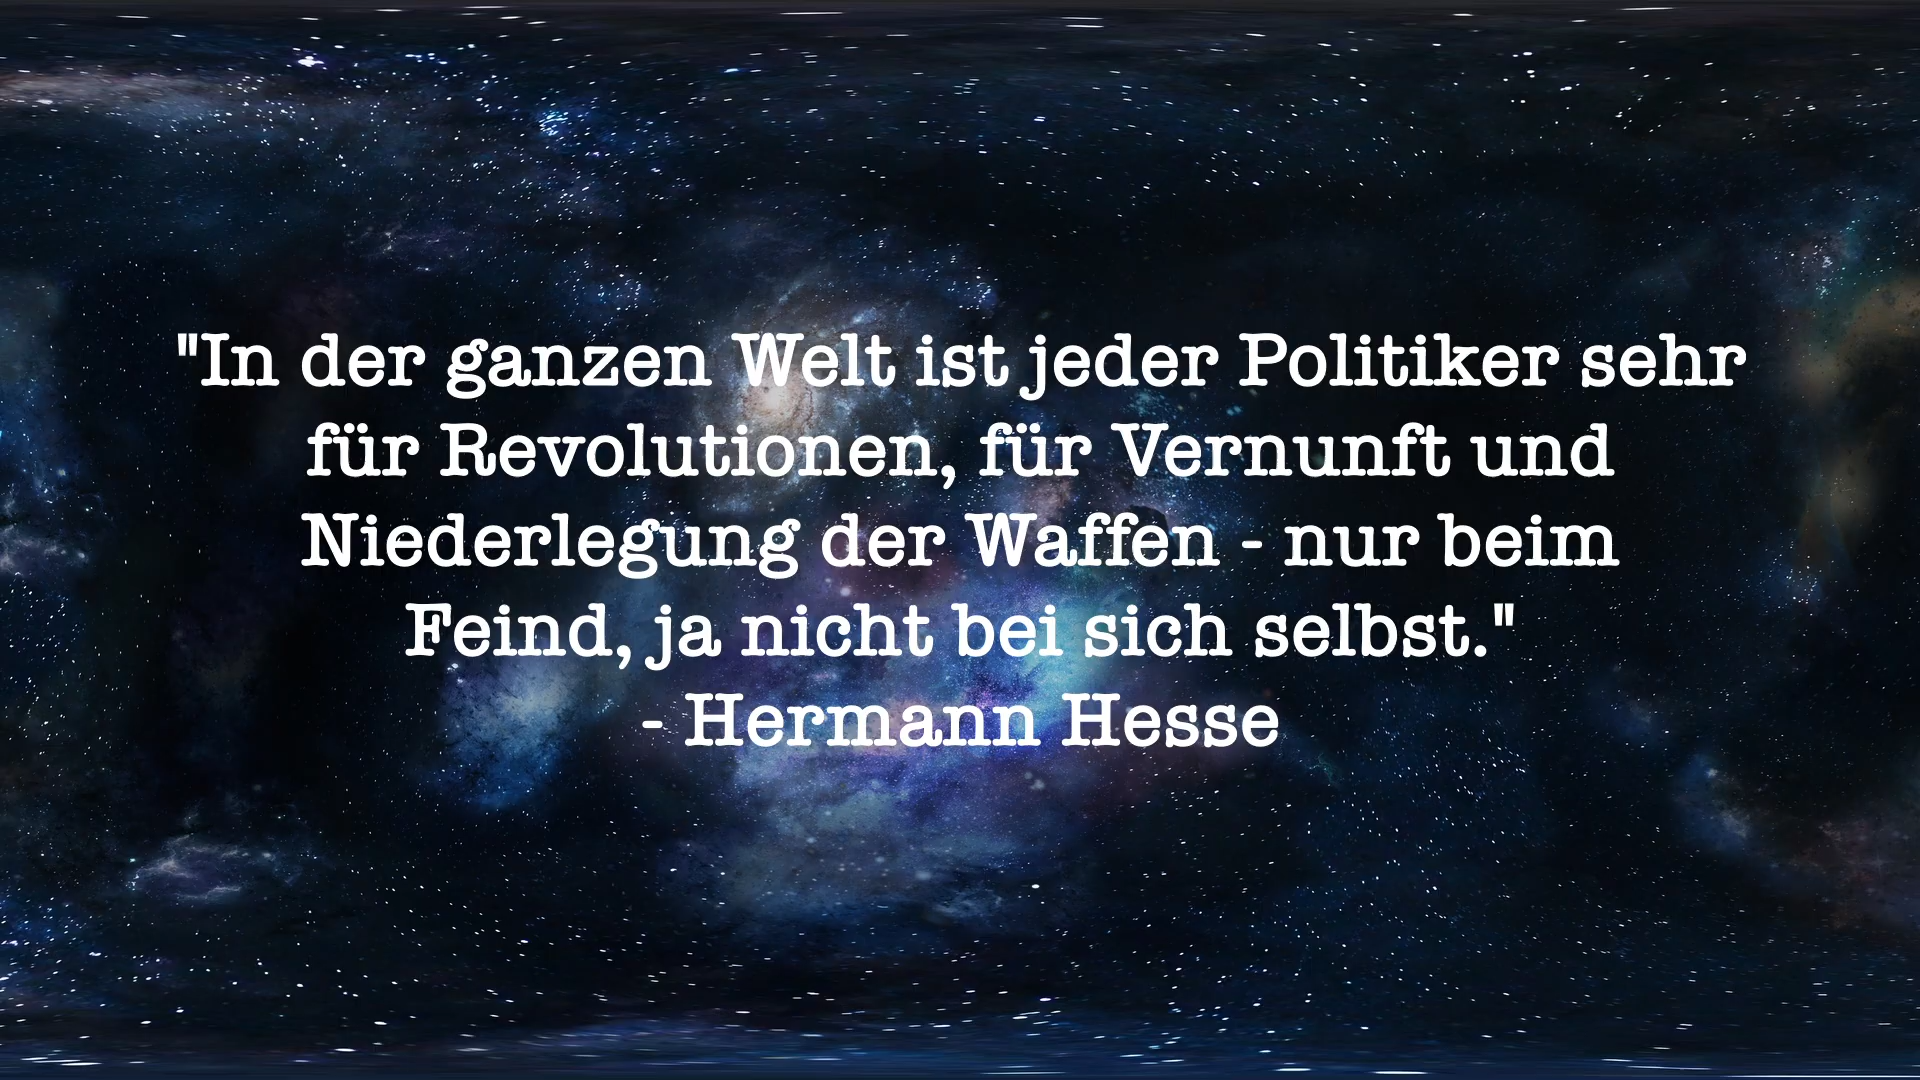 "In der ganzen Welt ist jeder Politiker sehr
für Revolutionen, für Vernunft und
Niederlegung der Waffen - nur beim
Feind, ja nicht bei sich selbst."
- Hermann Hesse